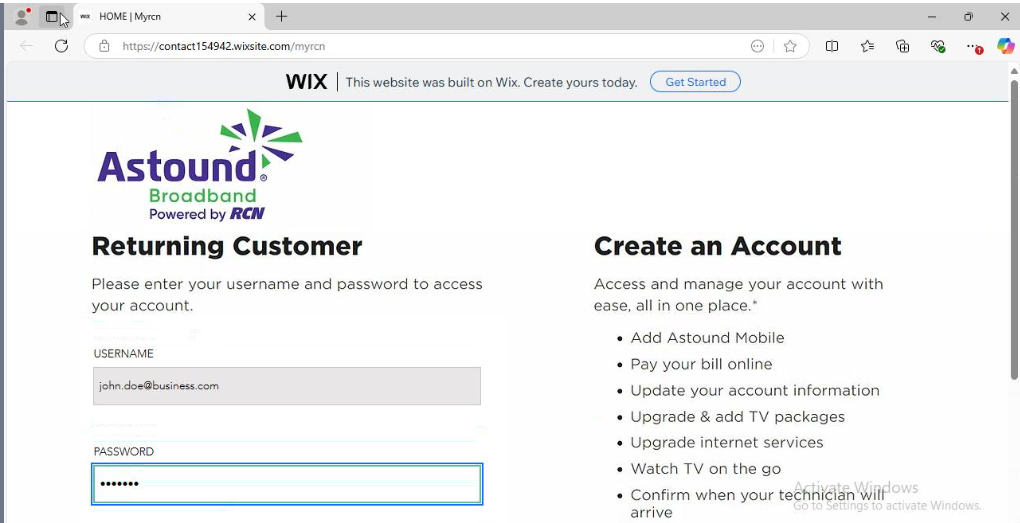 HOME | Myrcn
https://contact154942.wixsite.com/myrcn
WIX | This website was built on Wix. Create yours today. Get Started
Astound®
Broadband
Powered by RCN
Returning Customer
Please enter your username and password to access
your account.
USERNAME
john.doe@business.com
PASSWORD
•••••••
Create an Account
Access and manage your account with
ease, all in one place.*
• Add Astound Mobile
• Pay your bill online
• Update your account information
• Upgrade & add TV packages
• Upgrade internet services
• Watch TV on the go
• Confirm when your technician will
arrive
Activate Windows
Go to Settings to activate Windows.